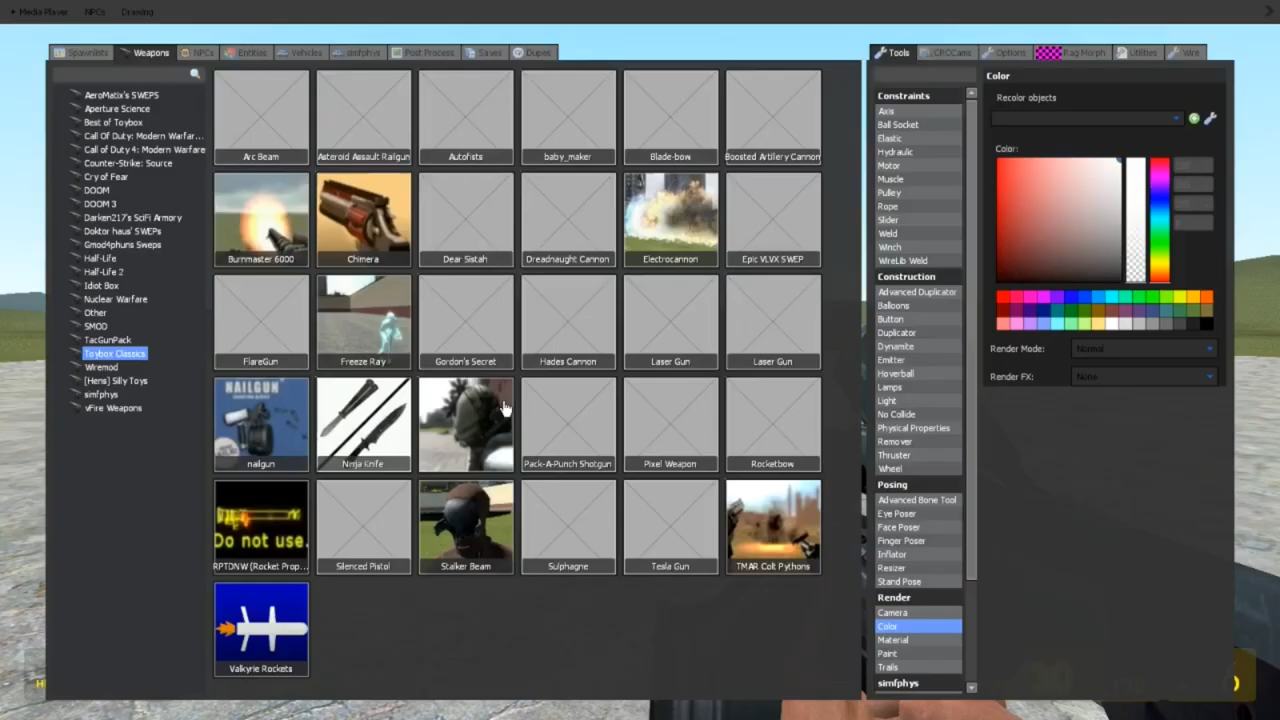 Media Player NPCs Drawing
Spawnlists Weapons NPCs Entities Vehicles simfphys Post Process Saves Dupes
AeroMatix's SWEPS
Aperture Science
Best of Toybox
Call Of Duty: Modern Warfar...
Call of Duty 4: Modern Warfare
Counter-Strike: Source
Cry of Fear
DOOM
DOOM 3
Darken217's SciFi Armory
Doktor haus' SWEPs
Gmod4phuns Sweps
Half-Life
Half-Life 2
Idiot Box
Nuclear Warfare
Other
SMOD
TacGunPack
Toybox Classics
Wiremod
[Hens] Silly Toys
simfphys
vFire Weapons
Arc Beam
Asteroid Assault Railgun
Autofists
baby_maker
Blade-bow
Boosted Artillery Cannon
Burnmaster 6000
Chimera
Dear Sistah
Dreadnaught Cannon
Electrocannon
Epic VLVX SWEP
FlareGun
Freeze Ray
Gordon's Secret
Hades Cannon
Laser Gun
Laser Gun
NAILGUN
nailgun
Ninja Knife
Pack-A-Punch Shotgun
Pixel Weapon
Rocketbow
Do not use.
RPTDNW (Rocket Prop...
Silenced Pistol
Stalker Beam
Sulphagne
Tesla Gun
TMAR Colt Pythons
Valkyrie Rockets
Tools Options Rag Morph Utilities Wire
Constraints
Axis
Ball Socket
Elastic
Hydraulic
Motor
Muscle
Pulley
Rope
Slider
Weld
Winch
WireLib Weld
Construction
Advanced Duplicator
Balloons
Button
Duplicator
Dynamite
Emitter
Hoverball
Lamps
Light
No Collide
Physical Properties
Remover
Thruster
Wheel
Posing
Advanced Bone Tool
Eye Poser
Face Poser
Finger Poser
Inflator
Resizer
Stand Pose
Render
Camera
Color
Material
Paint
Trails
simfphys
Color
Recolor objects
Color:
Render Mode: Normal
Render FX: None